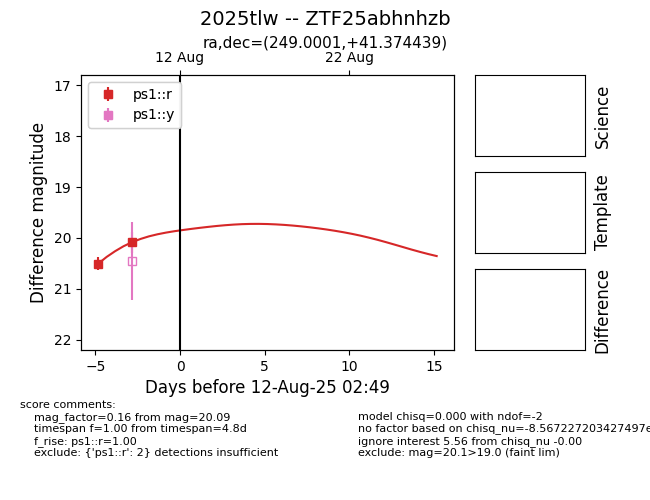 2025tlw -- ZTF25abhnhzb
ra,dec=(249.0001,+41.374439)
12 Aug
22 Aug
ps1::r
ps1::y
17
18
19
20
21
22
Difference magnitude
−5
0
5
10
15
Days before 12-Aug-25 02:49
Science
Template
Difference
score comments:
mag_factor=0.16 from mag=20.09
timespan f=1.00 from timespan=4.8d
f_rise: ps1::r=1.00
exclude: {'ps1::r': 2} detections insufficient
model chisq=0.000 with ndof=-2
no factor based on chisq_nu=-8.567227203427497e
ignore interest 5.56 from chisq_nu -0.00
exclude: mag=20.1>19.0 (faint lim)